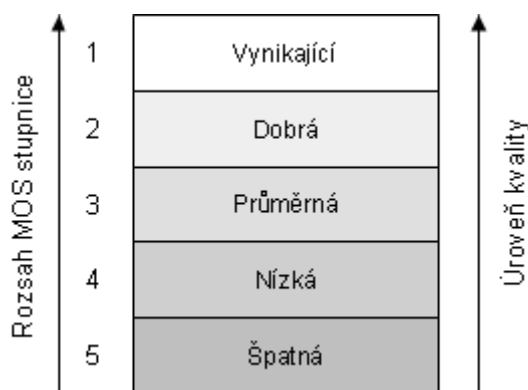 Rozsah MOS stupnice
1 Vynikající
2 Dobrá
3 Průměrná
4 Nízká
5 Špatná
Úroveň kvality